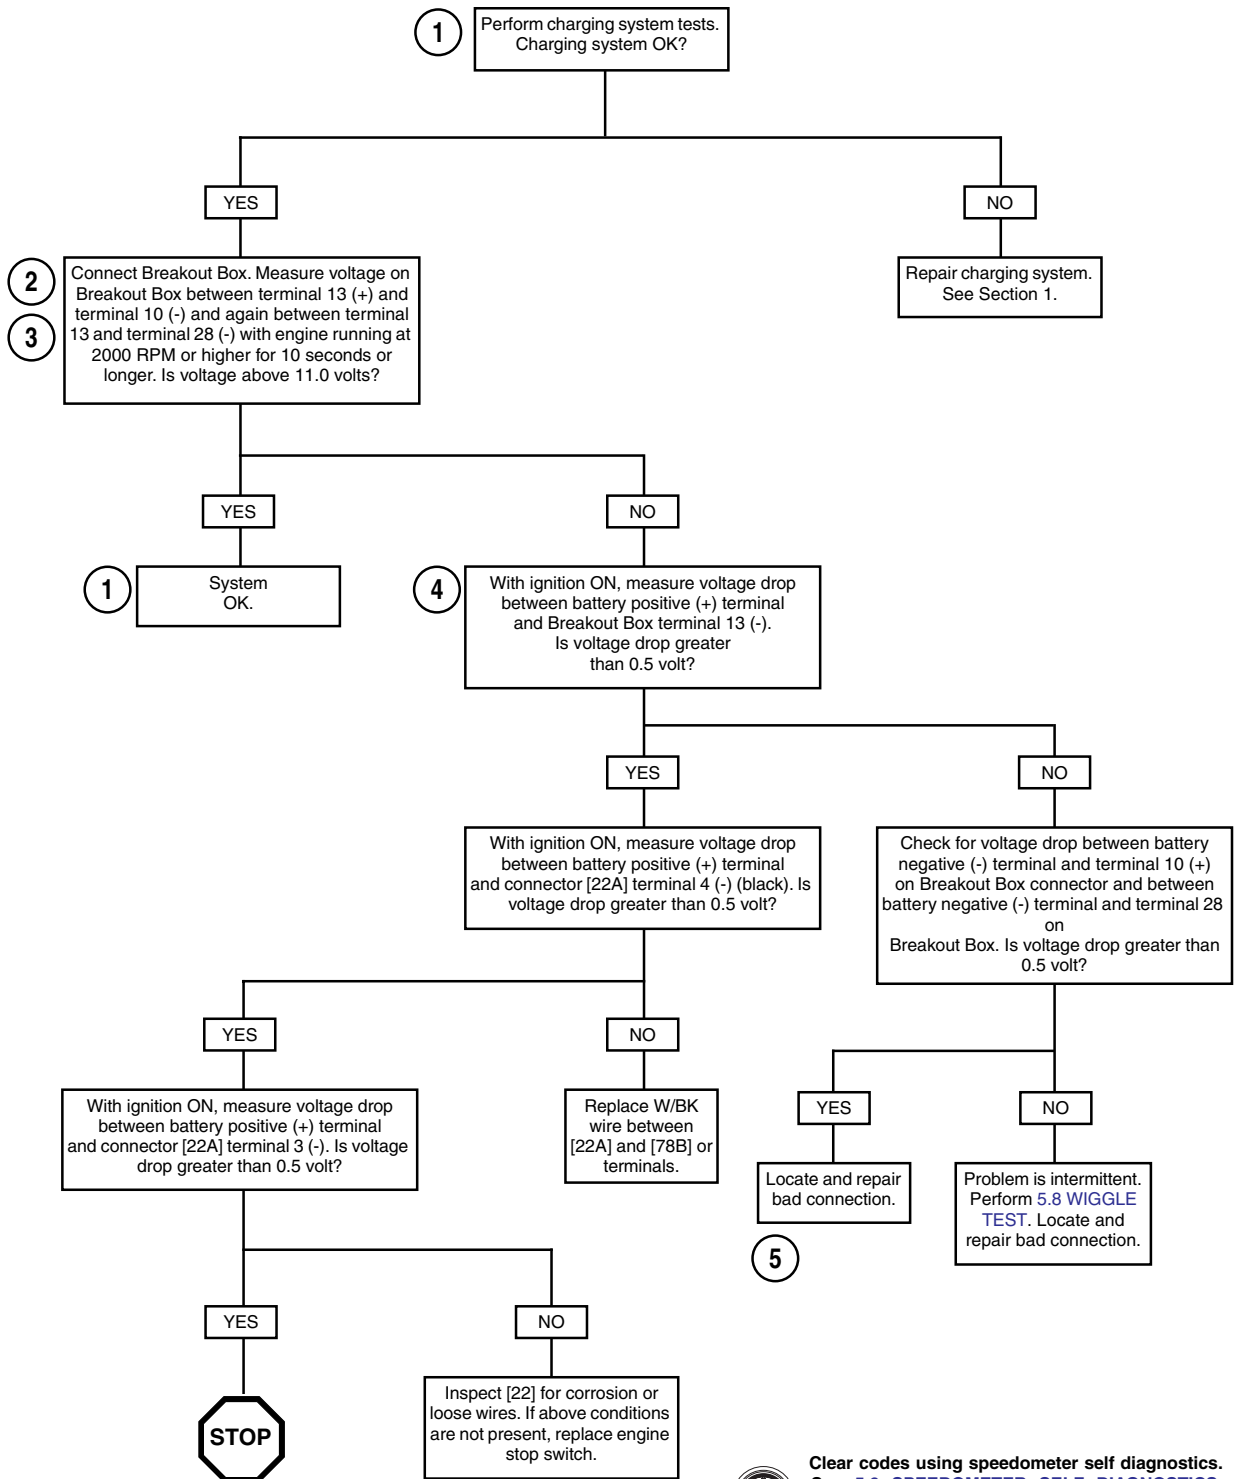 1
Perform charging system tests.
Charging system OK?
YES
NO
2
3
Connect Breakout Box. Measure voltage on
Breakout Box between terminal 13 (+) and
terminal 10 (-) and again between terminal
13 and terminal 28 (-) with engine running at
2000 RPM or higher for 10 seconds or
longer. Is voltage above 11.0 volts?
Repair charging system.
See Section 1.
YES
NO
1
System
OK.
4
With ignition ON, measure voltage drop
between battery positive (+) terminal
and Breakout Box terminal 13 (-).
Is voltage drop greater
than 0.5 volt?
YES
NO
With ignition ON, measure voltage drop
between battery positive (+) terminal
and connector [22A] terminal 4 (-) (black). Is
voltage drop greater than 0.5 volt?
Check for voltage drop between battery
negative (-) terminal and terminal 10 (+)
on Breakout Box connector and between
battery negative (-) terminal and terminal 28
on
Breakout Box. Is voltage drop greater than
0.5 volt?
YES
NO
YES
NO
With ignition ON, measure voltage drop
between battery positive (+) terminal
and connector [22A] terminal 3 (-). Is voltage
drop greater than 0.5 volt?
Replace W/BK
wire between
[22A] and [78B] or
terminals.
Locate and repair
bad connection.
Problem is intermittent.
Perform 5.8 WIGGLE
TEST. Locate and
repair bad connection.
5
YES
NO
STOP
Inspect [22] for corrosion or
loose wires. If above conditions
are not present, replace engine
stop switch.
Clear codes using speedometer self diagnostics.
SPEEDOMETER SELF DIAGNOSTICS